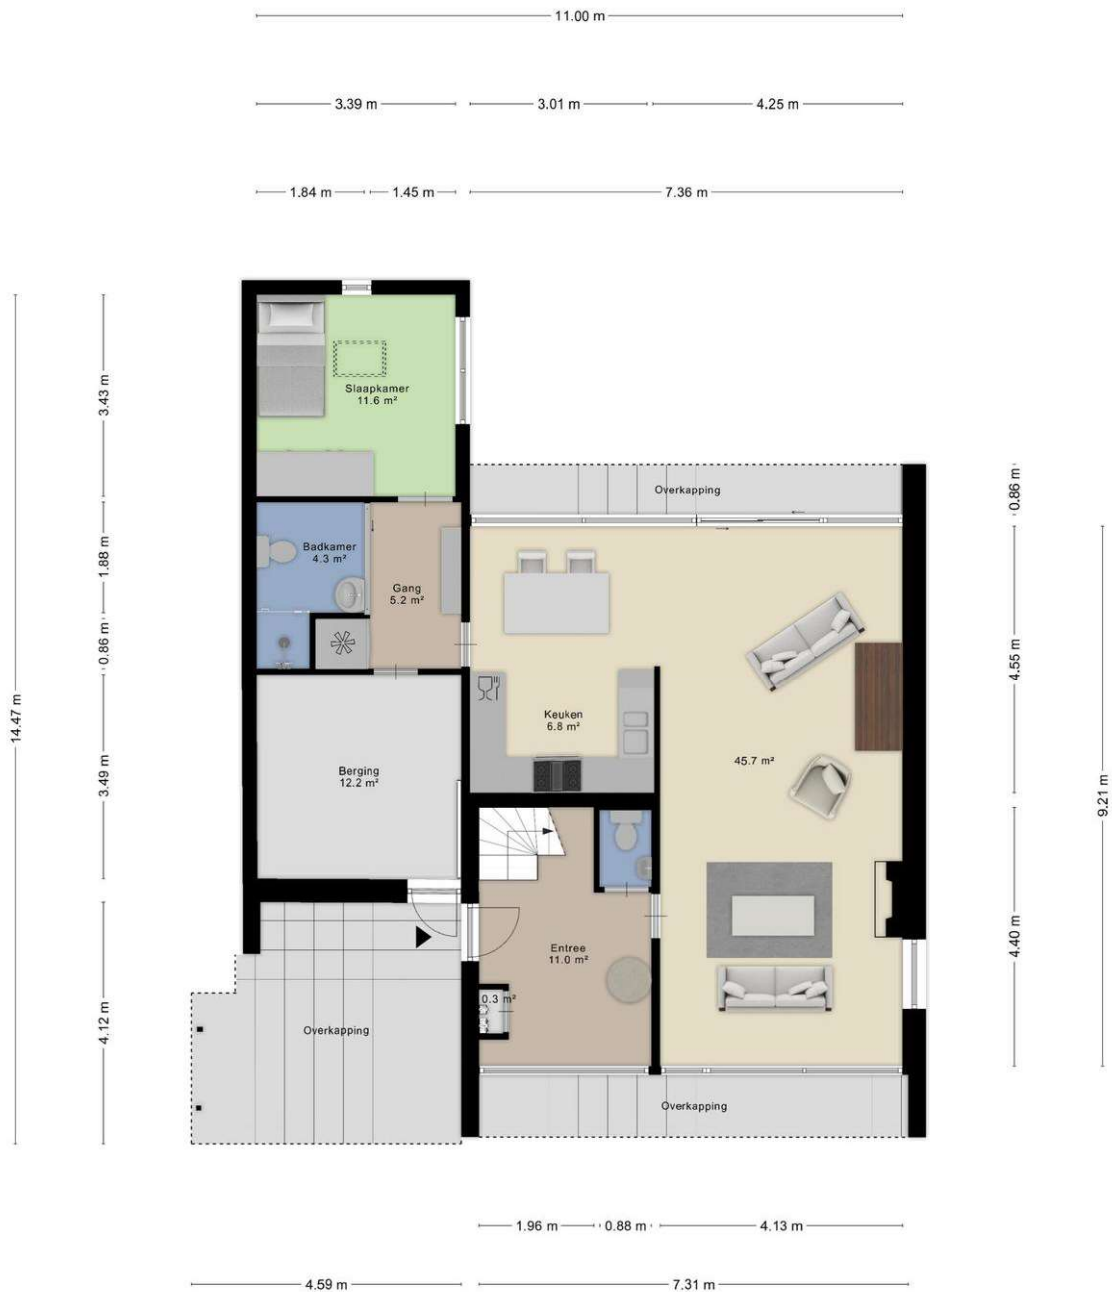 11.00 m
3.39 m
3.01 m
4.25 m
1.84 m
1.45 m
7.36 m
14.47 m
3.43 m
1.88 m
0.86 m
3.49 m
4.12 m
Slaapkamer
11.6 m²
Overkapping
Badkamer
4.3 m²
Gang
5.2 m²
Keuken
6.8 m²
45.7 m²
Berging
12.2 m²
Entree
11.0 m²
0.3 m²
Overkapping
Overkapping
0.86 m
4.55 m
4.40 m
9.21 m
1.96 m
0.88 m
4.13 m
4.59 m
7.31 m